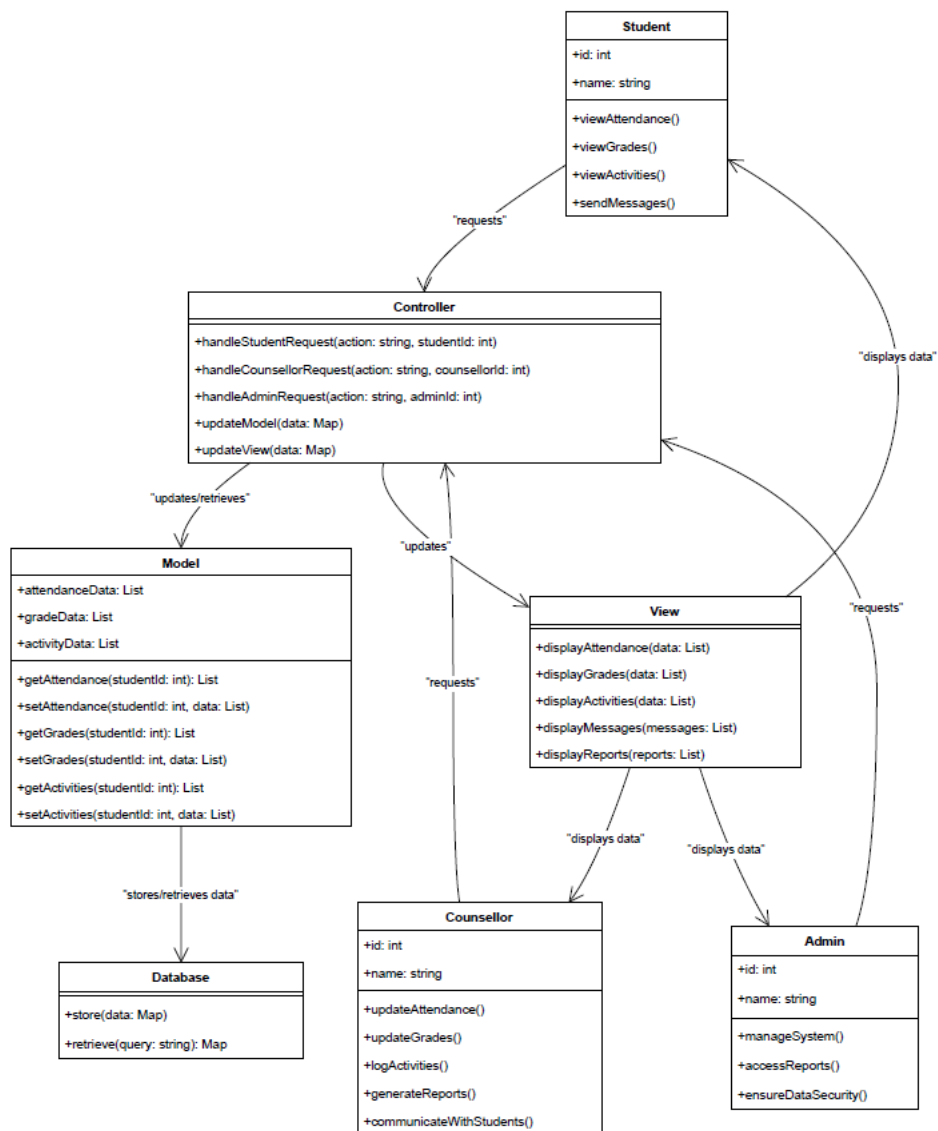 Student
+id: int
+name: string
+viewAttendance()
+viewGrades()
+viewActivities()
+sendMessages()
"requests"
Controller
+handleStudentRequest(action: string, studentId: int)
+handleCounsellorRequest(action: string, counsellorId: int)
+handleAdminRequest(action: string, adminId: int)
+updateModel(data: Map)
+updateView(data: Map)
"displays data"
"updates/retrieves"
"updates"
Model
+attendanceData: List
+gradeData: List
+activityData: List
+getAttendance(studentId: int): List
+setAttendance(studentId: int, data: List)
+getGrades(studentId: int): List
+setGrades(studentId: int, data: List)
+getActivities(studentId: int): List
+setActivities(studentId: int, data: List)
"requests"
View
+displayAttendance(data: List)
+displayGrades(data: List)
+displayActivities(data: List)
+displayMessages(messages: List)
+displayReports(reports: List)
"requests"
"displays data"
"displays data"
"stores/retrieves data"
Database
+store(data: Map)
+retrieve(query: string): Map
Counsellor
+id: int
+name: string
+updateAttendance()
+updateGrades()
+logActivities()
+generateReports()
+communicateWithStudents()
Admin
+id: int
+name: string
+manageSystem()
+accessReports()
+ensureDataSecurity()